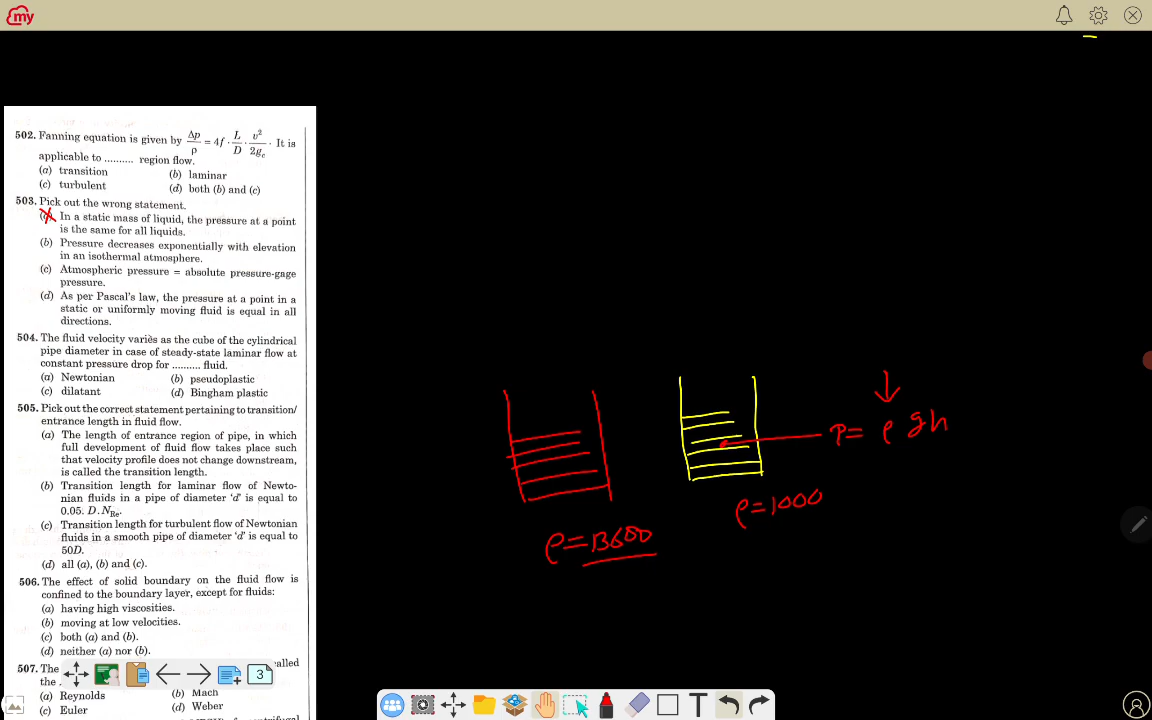 my
502. Fanning equation is given by Δp/ρ = 4f · L/D · v²/2g_c · It is
applicable to .......... region flow.
(a) transition (b) laminar
(c) turbulent (d) both (b) and (c)
503. Pick out the wrong statement.
In a static mass of liquid, the pressure at a point
is the same for all liquids.
(b) Pressure decreases exponentially with elevation
in an isothermal atmosphere.
(c) Atmospheric pressure = absolute pressure-gage
pressure.
(d) As per Pascal's law, the pressure at a point in a
static or uniformly moving fluid is equal in all
directions.
504. The fluid velocity varies as the cube of the cylindrical
pipe diameter in case of steady-state laminar flow at
constant pressure drop for .......... fluid.
(a) Newtonian (b) pseudoplastic
(c) dilatant (d) Bingham plastic
505. Pick out the correct statement pertaining to transition/
entrance length in fluid flow.
(a) The length of entrance region of pipe, in which
full development of fluid flow takes place such
that velocity profile does not change downstream,
is called the transition length.
(b) Transition length for laminar flow of Newto-
nian fluids in a pipe of diameter 'd' is equal to
0.05. D.N_Re.
(c) Transition length for turbulent flow of Newtonian
fluids in a smooth pipe of diameter 'd' is equal to
50D.
(d) all (a), (b) and (c).
506. The effect of solid boundary on the fluid flow is
confined to the boundary layer, except for fluids:
(a) having high viscosities.
(b) moving at low velocities.
(c) both (a) and (b).
(d) neither (a) nor (b).
507. The
the .
(a) Reynolds (b) Mach
(c) Euler (d) Weber
P = ρ g h
ρ = 1000
ρ = 13600
3
T